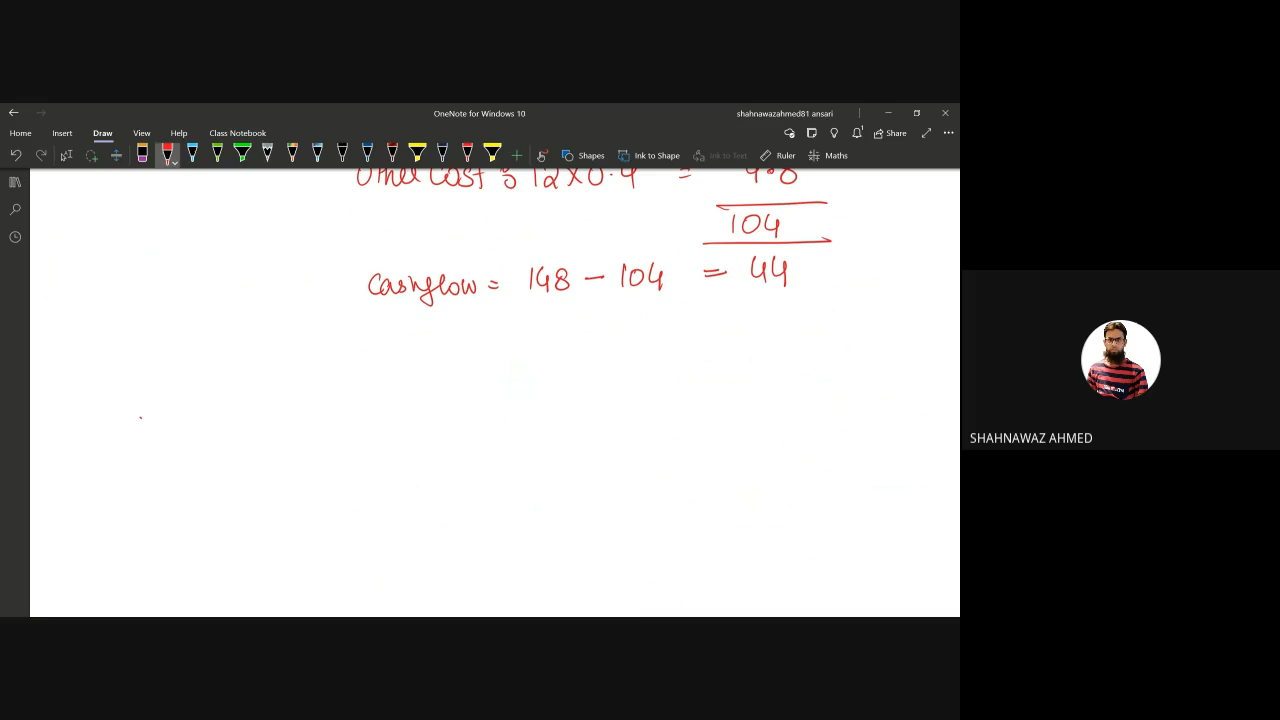 OneNote for Windows 10
shahnawazahmed81 ansari
Home Insert Draw View Help Class Notebook Share
Shapes Ink to Shape Ink to Text Ruler Maths
Other Cost = 12 x 0.4 = 4.8
104
Cashflow = 148 - 104 = 44
SHAHNAWAZ AHMED